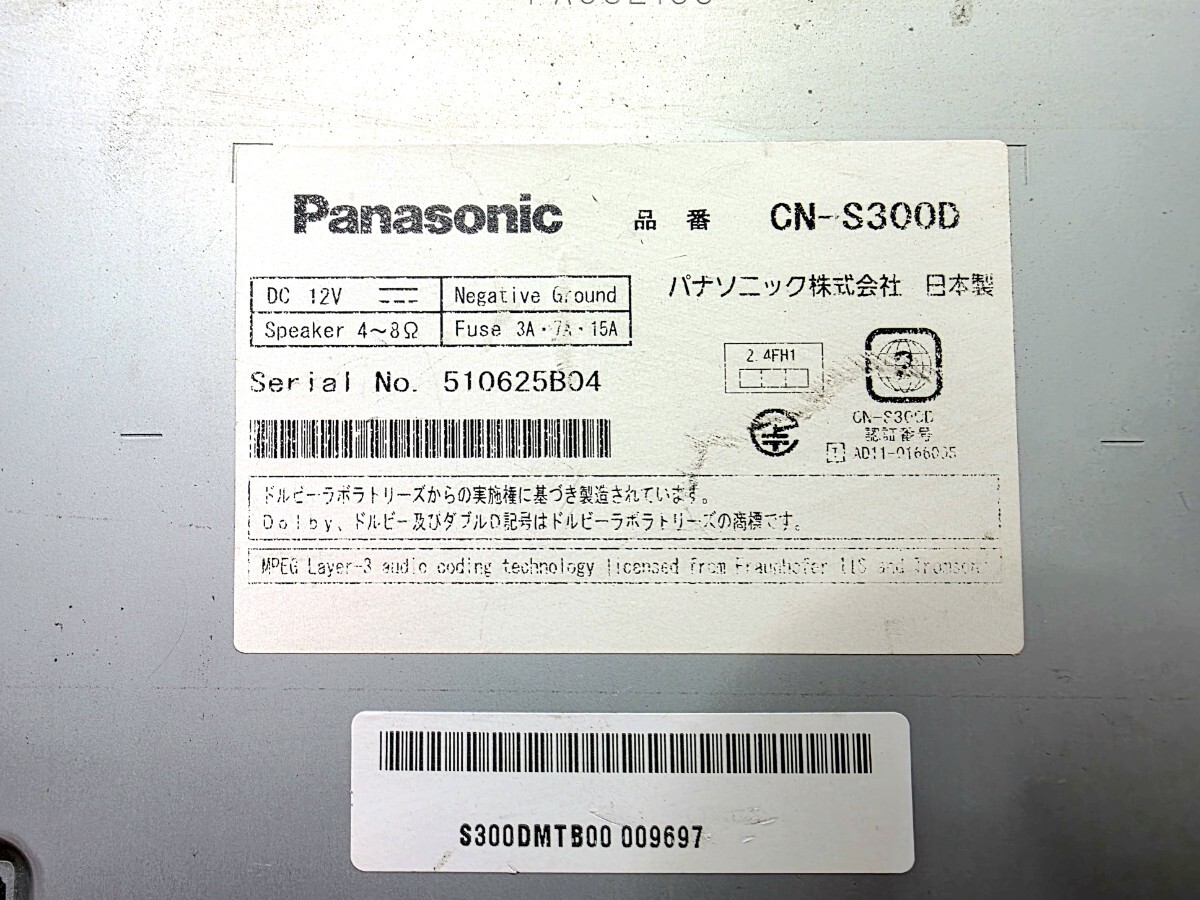 Panasonic 品番 CN-S300D
DC 12V Negative Ground
Speaker 4～8Ω Fuse 3A・7A・15A
パナソニック株式会社 日本製
Serial No. 510625B04
2.4FH1
CN-S300D
認証番号
ドルビーラボラトリーズからの実施権に基づき製造されています。
Dolby、ドルビー及びダブルD記号はドルビーラボラトリーズの商標です。
MPEG Layer-3 audio coding technology licensed from Fraunhofer IIS and
S300DMTB00 009697